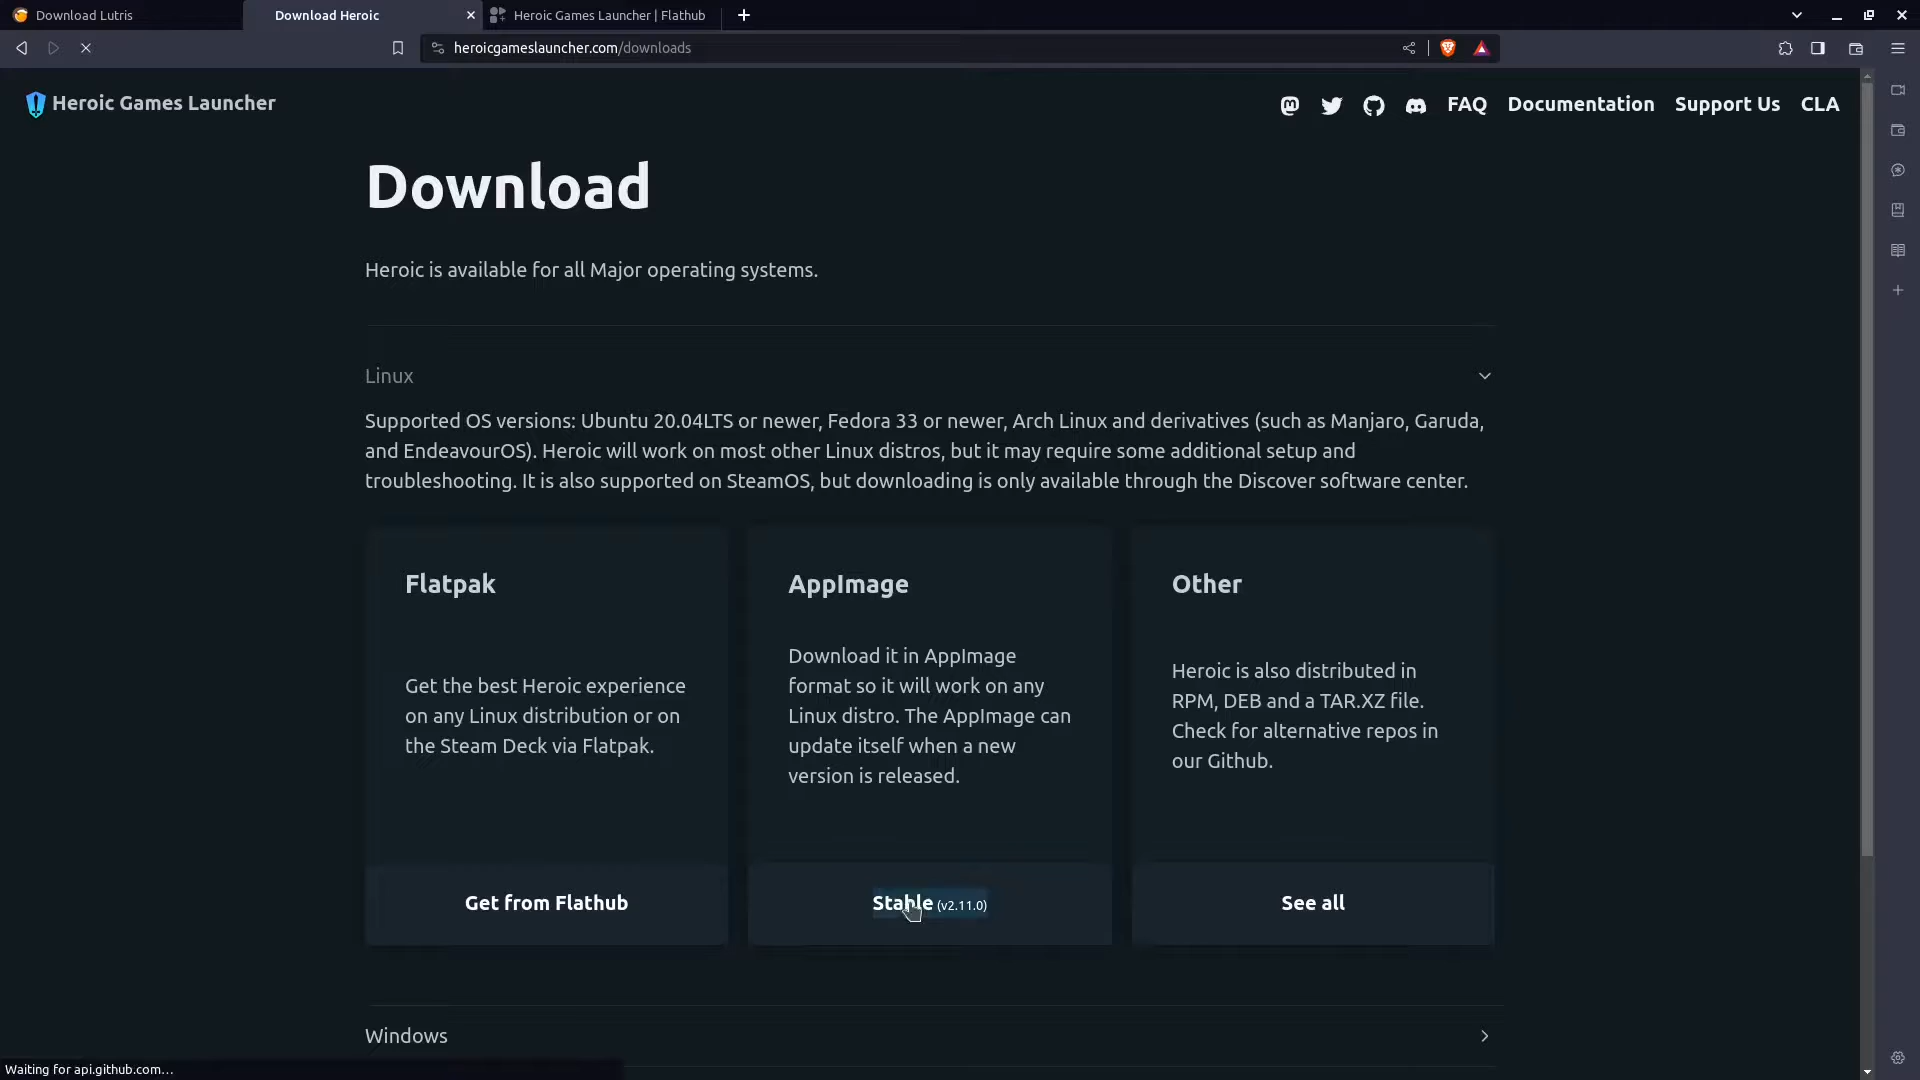 Download Lutris
Download Heroic
Heroic Games Launcher | Flathub
heroicgameslauncher.com/downloads
Heroic Games Launcher
FAQ
Documentation
Support Us
CLA
Download
Heroic is available for all Major operating systems.
Linux
Supported OS versions: Ubuntu 20.04LTS or newer, Fedora 33 or newer, Arch Linux and derivatives (such as Manjaro, Garuda,
and EndeavourOS). Heroic will work on most other Linux distros, but it may require some additional setup and
troubleshooting. It is also supported on SteamOS, but downloading is only available through the Discover software center.
Flatpak
Get the best Heroic experience
on any Linux distribution or on
the Steam Deck via Flatpak.
Get from Flathub
AppImage
Download it in AppImage
format so it will work on any
Linux distro. The AppImage can
update itself when a new
version is released.
Stable (v2.11.0)
Other
Heroic is also distributed in
RPM, DEB and a TAR.XZ file.
Check for alternative repos in
our Github.
See all
Windows
Waiting for api.github.com...